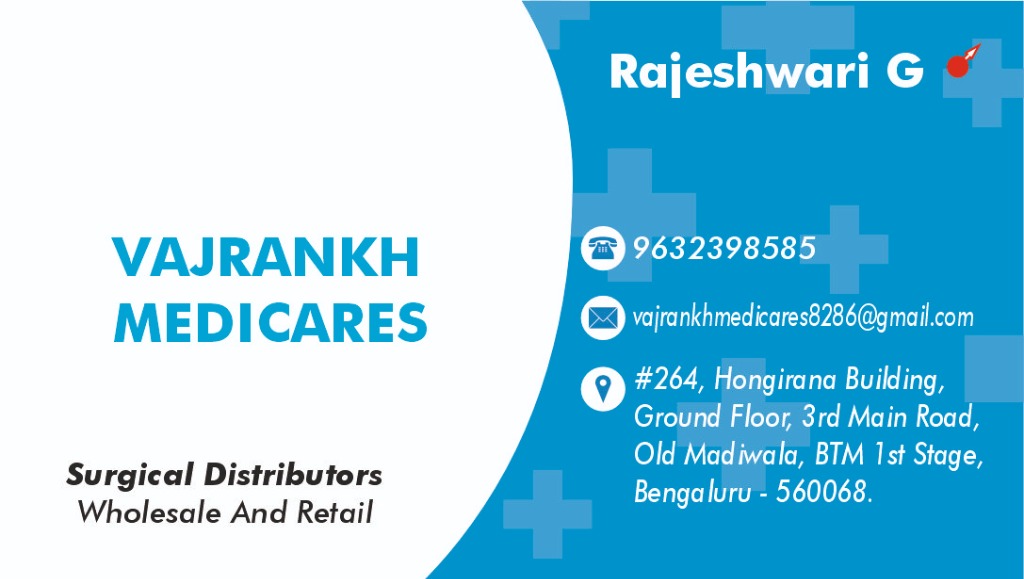 VAJRANKH
MEDICARES
Surgical Distributors
Wholesale And Retail
Rajeshwari G
9632398585
vajrankhmedicares8286@gmail.com
#264, Hongirana Building,
Ground Floor, 3rd Main Road,
Old Madiwala, BTM 1st Stage,
Bengaluru - 560068.